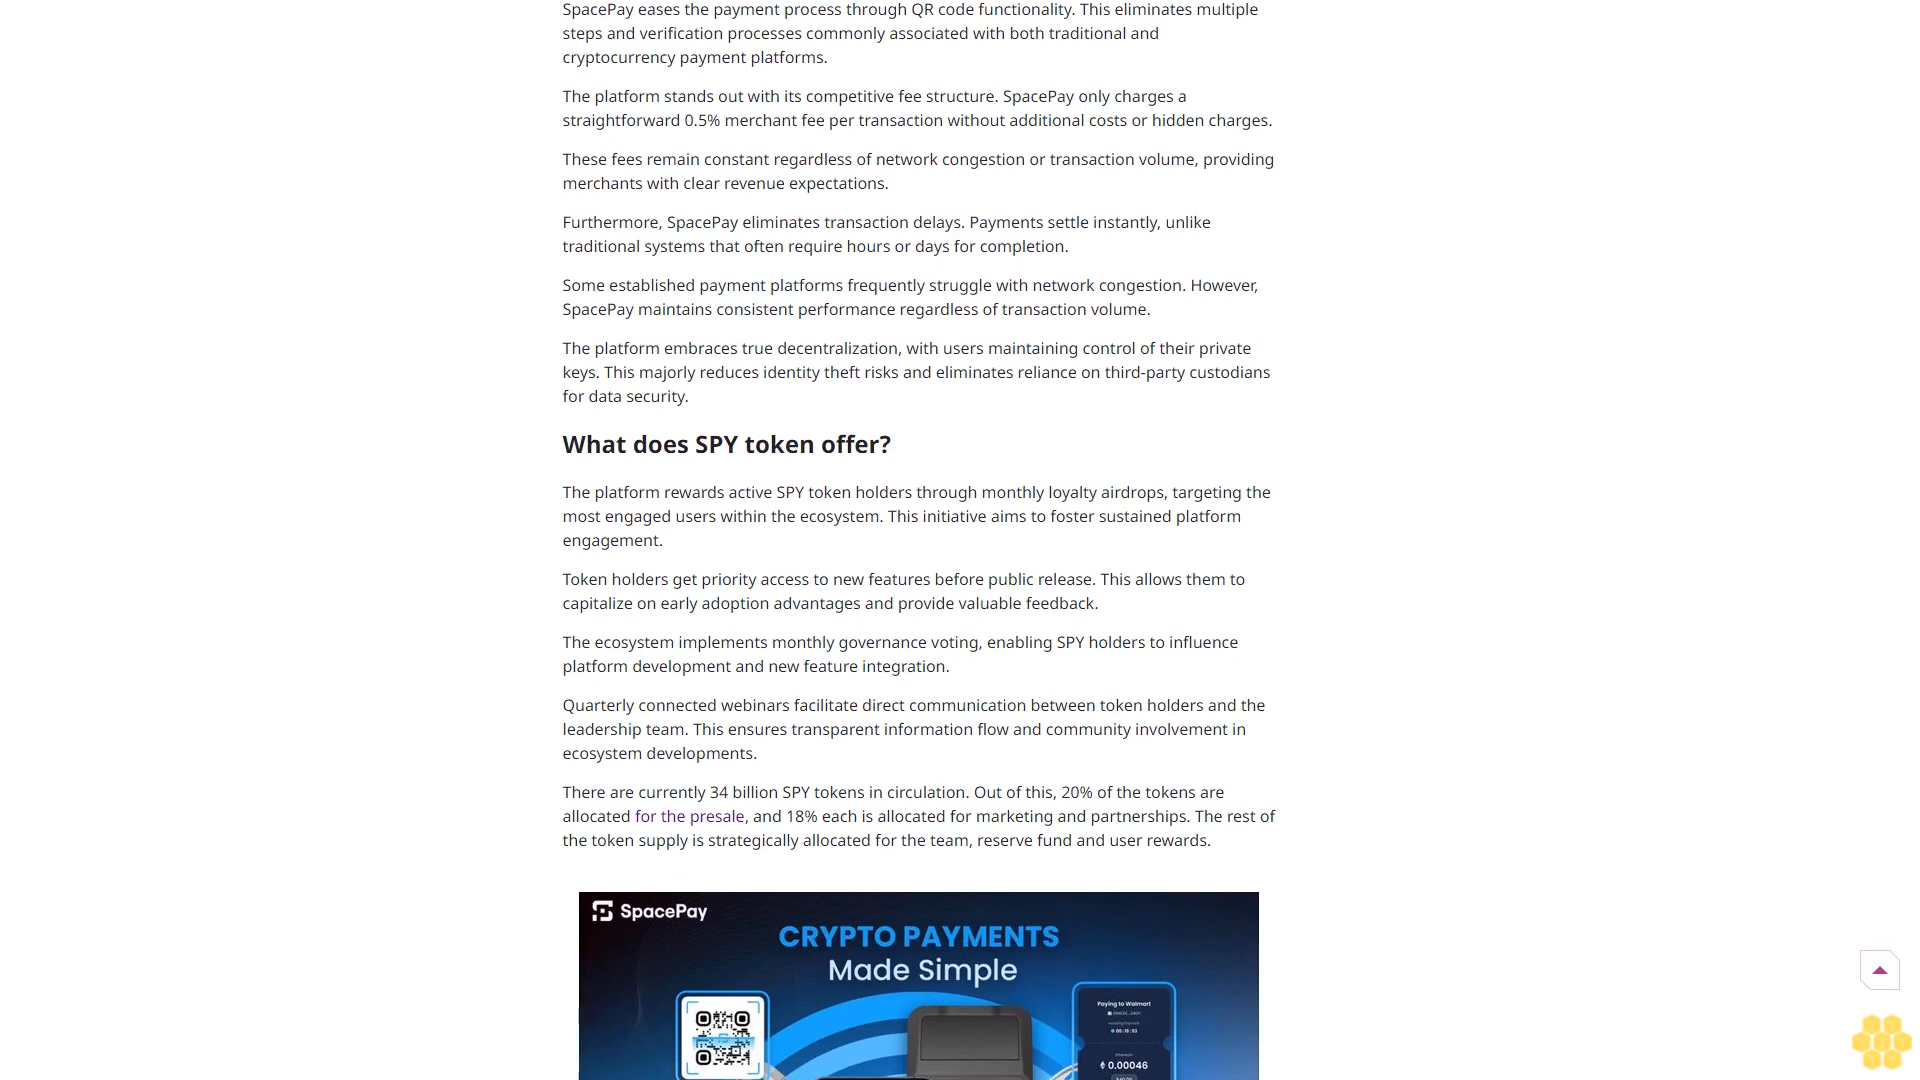 SpacePay eases the payment process through QR code functionality. This eliminates multiple
steps and verification processes commonly associated with both traditional and
cryptocurrency payment platforms.
The platform stands out with its competitive fee structure. SpacePay only charges a
straightforward 0.5% merchant fee per transaction without additional costs or hidden charges.
These fees remain constant regardless of network congestion or transaction volume, providing
merchants with clear revenue expectations.
Furthermore, SpacePay eliminates transaction delays. Payments settle instantly, unlike
traditional systems that often require hours or days for completion.
Some established payment platforms frequently struggle with network congestion. However,
SpacePay maintains consistent performance regardless of transaction volume.
The platform embraces true decentralization, with users maintaining control of their private
keys. This majorly reduces identity theft risks and eliminates reliance on third-party custodians
for data security.
What does SPY token offer?
The platform rewards active SPY token holders through monthly loyalty airdrops, targeting the
most engaged users within the ecosystem. This initiative aims to foster sustained platform
engagement.
Token holders get priority access to new features before public release. This allows them to
capitalize on early adoption advantages and provide valuable feedback.
The ecosystem implements monthly governance voting, enabling SPY holders to influence
platform development and new feature integration.
Quarterly connected webinars facilitate direct communication between token holders and the
leadership team. This ensures transparent information flow and community involvement in
ecosystem developments.
There are currently 34 billion SPY tokens in circulation. Out of this, 20% of the tokens are
allocated for the presale, and 18% each is allocated for marketing and partnerships. The rest of
the token supply is strategically allocated for the team, reserve fund and user rewards.
SpacePay
CRYPTO PAYMENTS
Made Simple
Paying to Walmart
0.00046